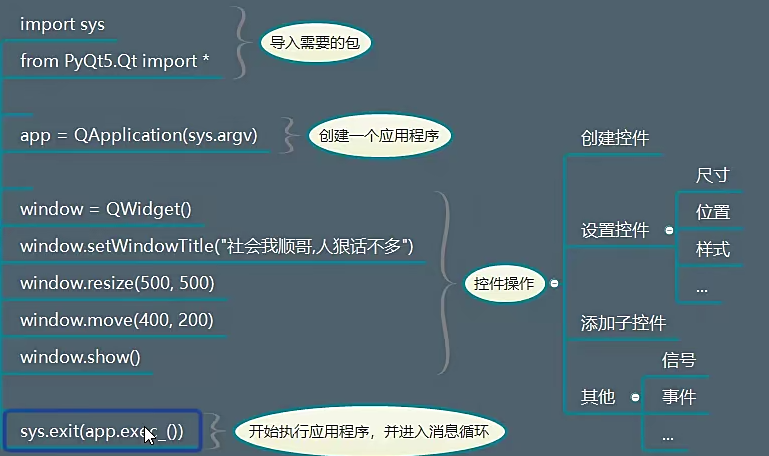 import sys
from PyQt5.Qt import *
导入需要的包
app = QApplication(sys.argv)
创建一个应用程序
window = QWidget()
window.setWindowTitle("社会我顺哥,人狠话不多")
window.resize(500, 500)
window.move(400, 200)
window.show()
控件操作
创建控件
设置控件
尺寸
位置
样式
...
添加子控件
其他
信号
事件
...
sys.exit(app.exec_())
开始执行应用程序，并进入消息循环